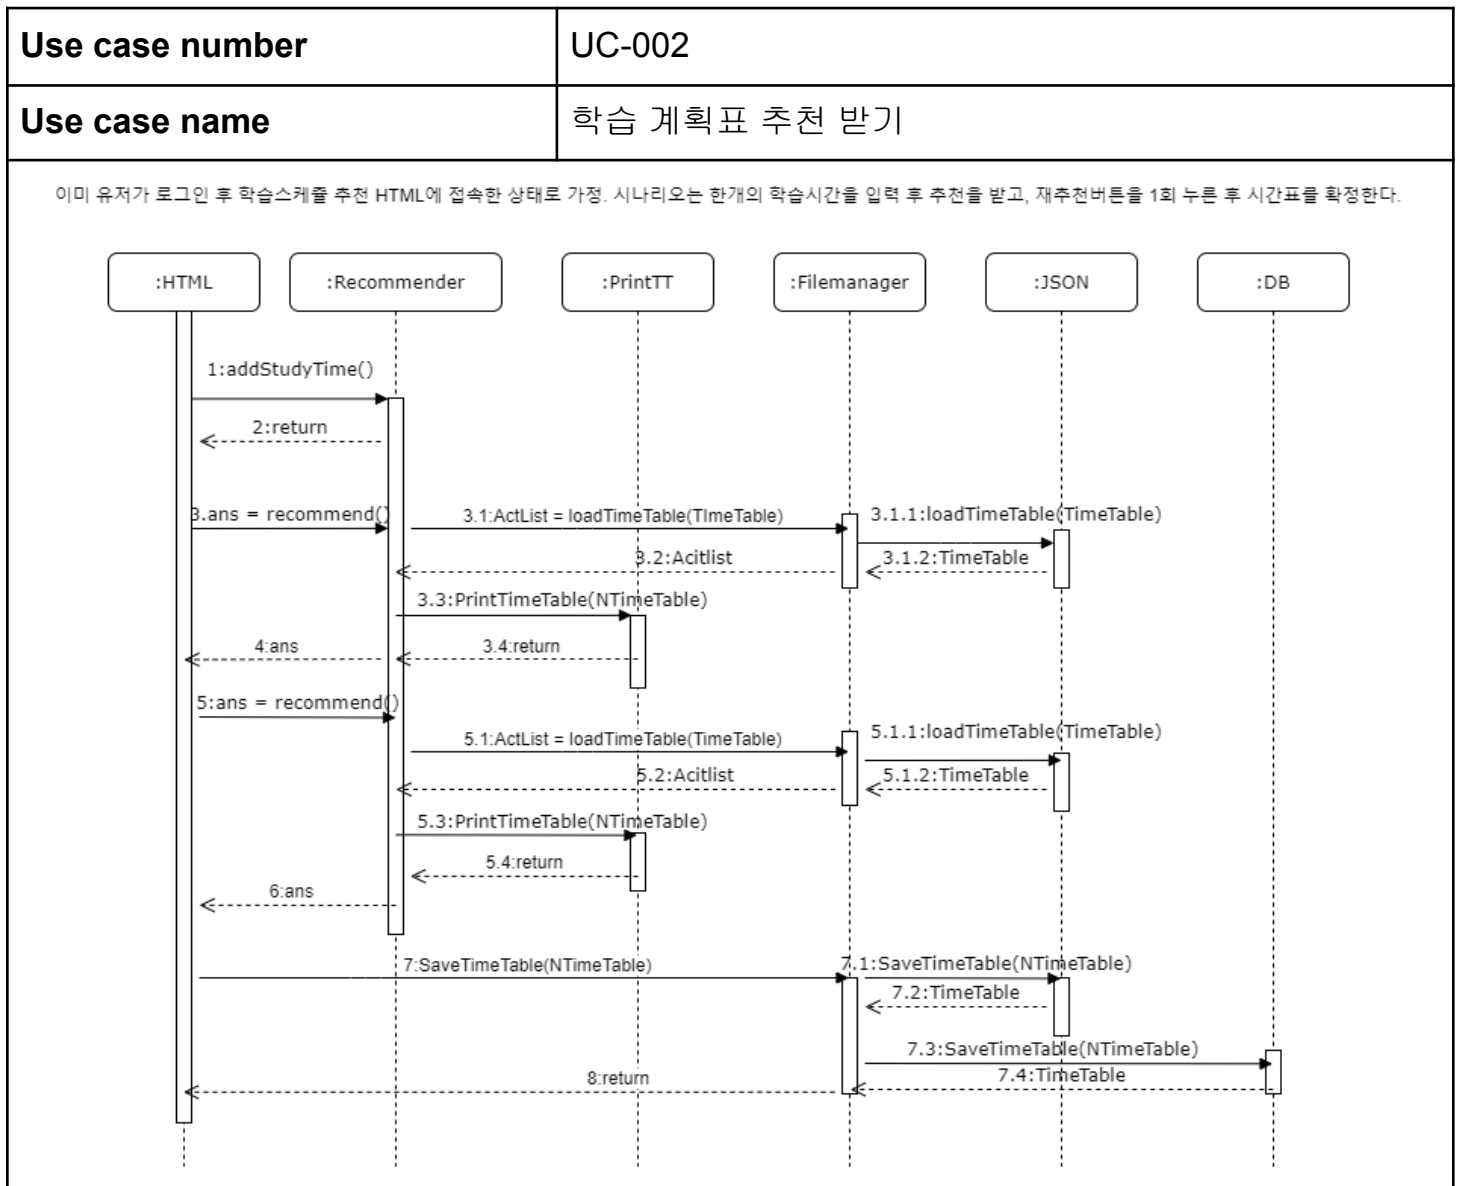 Use case number
UC-002
Use case name
학습 계획표 추천 받기
이미 유저가 로그인 후 학습스케쥴 추천 HTML에 접속한 상태로 가정. 시나리오는 한개의 학습시간을 입력 후 추천을 받고, 재추천버튼을 1회 누른 후 시간표를 확정한다.
:HTML
:Recommender
:PrintTT
:Filemanager
:JSON
:DB
1:addStudyTime()
2:return
3.ans = recommend()
3.1:ActList = loadTimeTable(TImeTable)
3.1.1:loadTimeTable(TimeTable)
3.2:Acitlist
3.1.2:TimeTable
3.3:PrintTimeTable(NTimeTable)
4:ans
3.4:return
5:ans = recommend()
5.1:ActList = loadTimeTable(TimeTable)
5.1.1:loadTimeTable(TimeTable)
5.2:Acitlist
5.1.2:TimeTable
5.3:PrintTimeTable(NTimeTable)
5.4:return
6:ans
7:SaveTimeTable(NTimeTable)
7.1:SaveTimeTable(NTimeTable)
7.2:TimeTable
7.3:SaveTimeTable(NTimeTable)
8:return
7.4:TimeTable